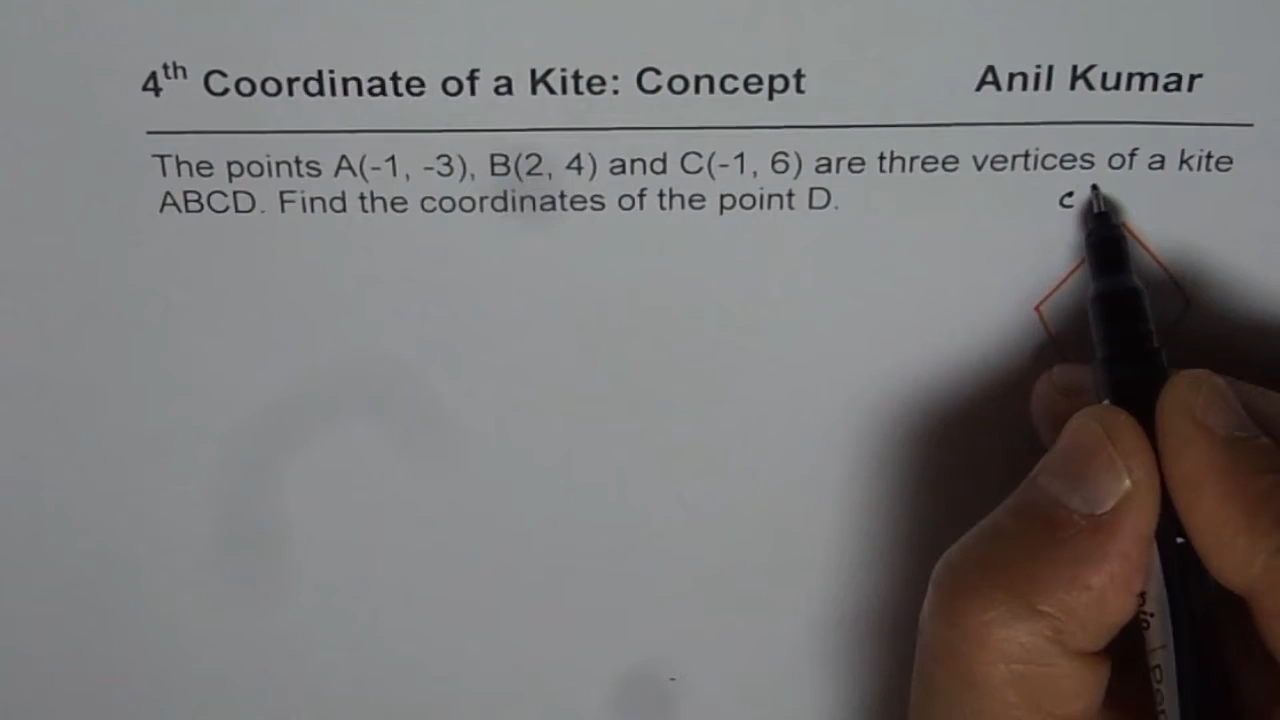 4th Coordinate of a Kite: Concept Anil Kumar
The points A(-1, -3), B(2, 4) and C(-1, 6) are three vertices of a kite
ABCD. Find the coordinates of the point D.
C